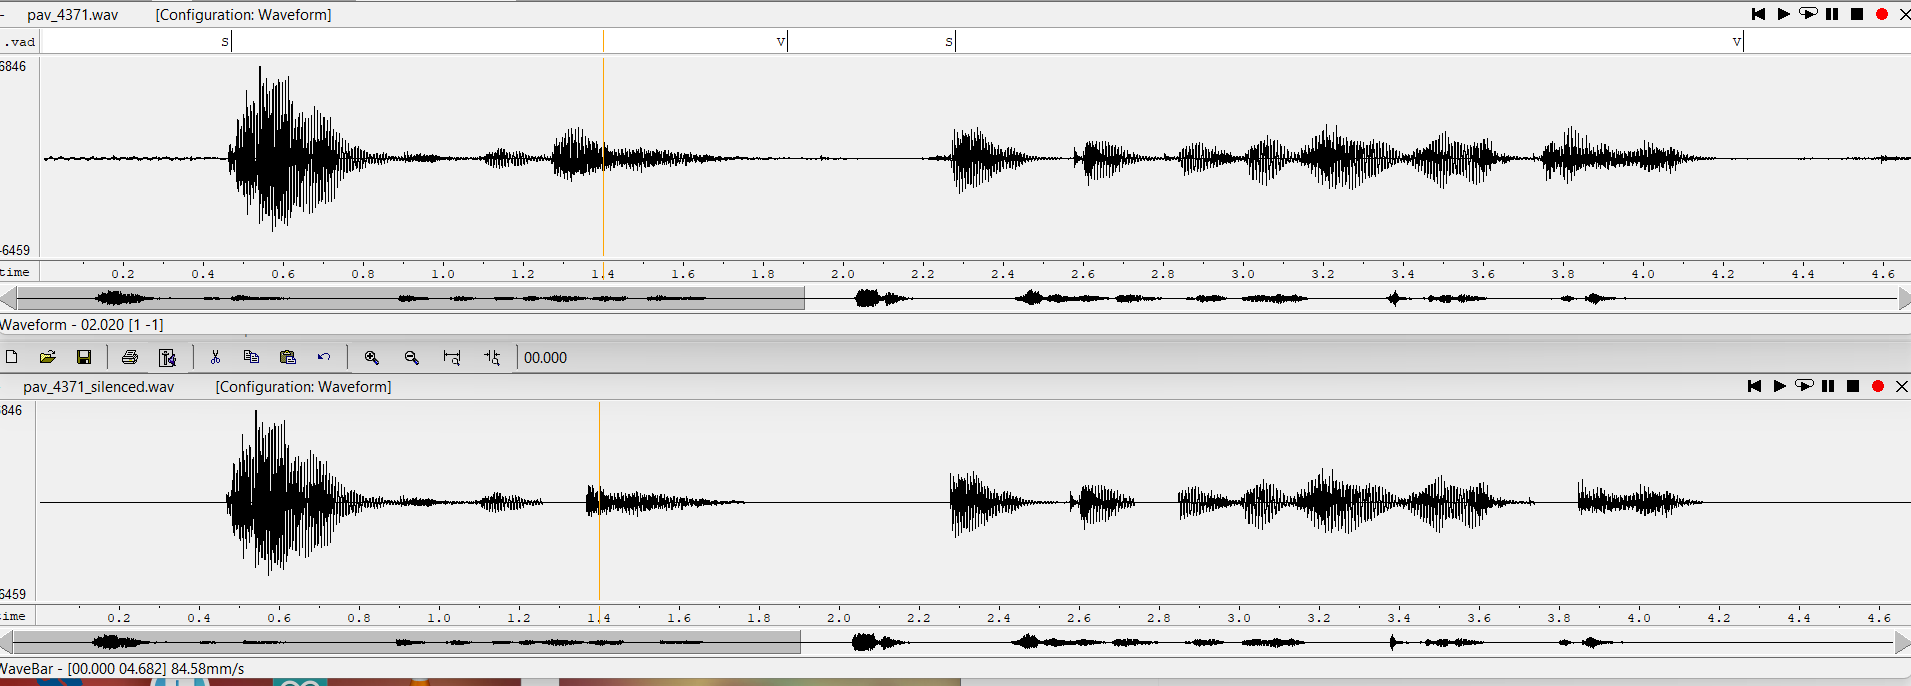 pav_4371.wav [Configuration: Waveform]
.vad S V S V
6846
-6459
time 0.2 0.4 0.6 0.8 1.0 1.2 1.4 1.6 1.8 2.0 2.2 2.4 2.6 2.8 3.0 3.2 3.4 3.6 3.8 4.0 4.2 4.4 4.6
Waveform - 02.020 [1 -1]
00.000
pav_4371_silenced.wav [Configuration: Waveform]
6846
6459
time 0.2 0.4 0.6 0.8 1.0 1.2 1.4 1.6 1.8 2.0 2.2 2.4 2.6 2.8 3.0 3.2 3.4 3.6 3.8 4.0 4.2 4.4 4.6
WaveBar - [00.000 04.682] 84.58mm/s